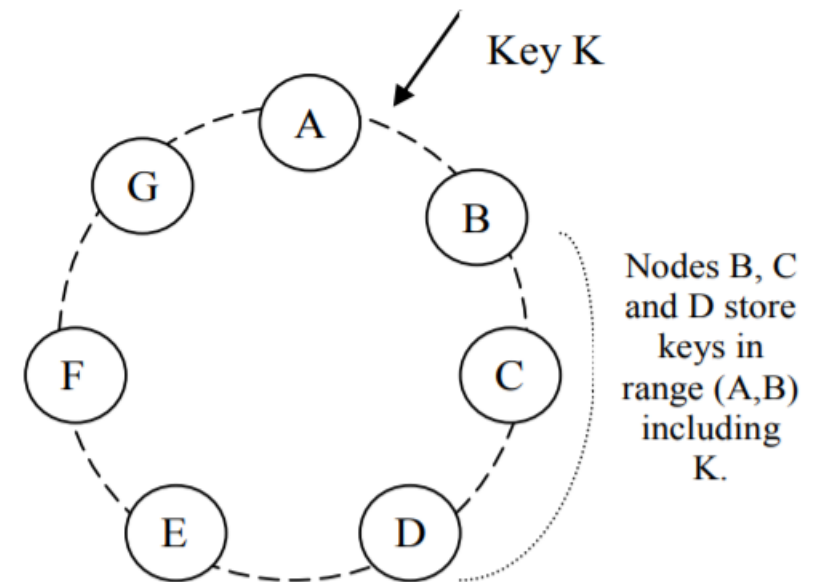 Key K
A
G
B
Nodes B, C
and D store
keys in
range (A,B)
including
K.
F
C
E
D